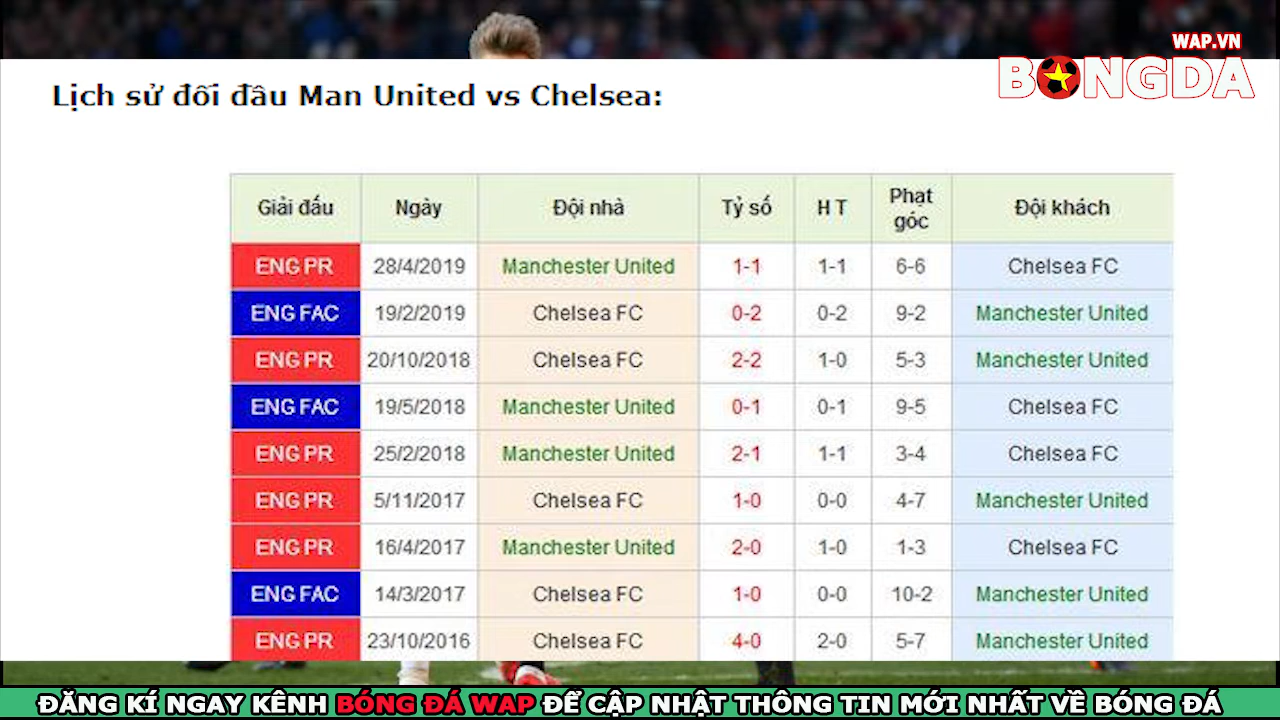 WAP.VN
BONGDA
Lịch sử đối đầu Man United vs Chelsea:
Giải đấu Ngày Đội nhà Tỷ số H T Phạt góc Đội khách
ENG PR 28/4/2019 Manchester United 1-1 1-1 6-6 Chelsea FC
ENG FAC 19/2/2019 Chelsea FC 0-2 0-2 9-2 Manchester United
ENG PR 20/10/2018 Chelsea FC 2-2 1-0 5-3 Manchester United
ENG FAC 19/5/2018 Manchester United 0-1 0-1 9-5 Chelsea FC
ENG PR 25/2/2018 Manchester United 2-1 1-1 3-4 Chelsea FC
ENG PR 5/11/2017 Chelsea FC 1-0 0-0 4-7 Manchester United
ENG PR 16/4/2017 Manchester United 2-0 1-0 1-3 Chelsea FC
ENG FAC 14/3/2017 Chelsea FC 1-0 0-0 10-2 Manchester United
ENG PR 23/10/2016 Chelsea FC 4-0 2-0 5-7 Manchester United
ĐĂNG KÍ NGAY KÊNH BÓNG ĐÁ WAP ĐỂ CẬP NHẬT THÔNG TIN MỚI NHẤT VỀ BÓNG ĐÁ